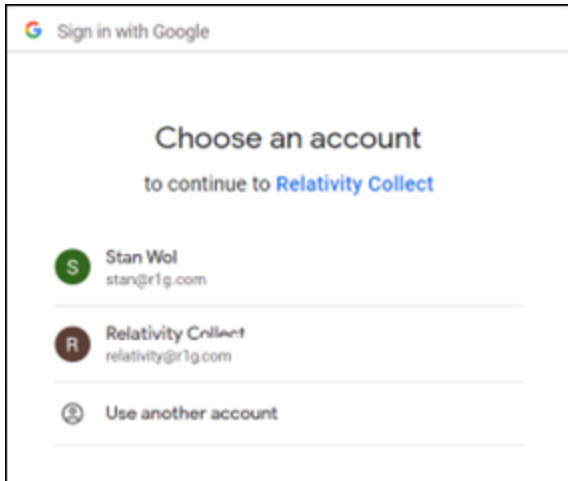 G Sign in with Google
Choose an account
to continue to Relativity Collect
S Stan Wol
stan@r1g.com
R Relativity Collect
relativity@r1g.com
Use another account